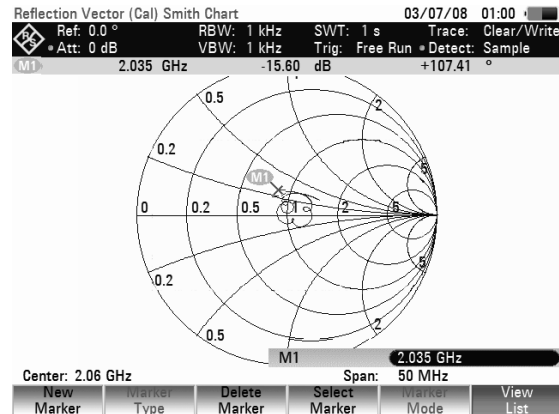 Reflection Vector (Cal) Smith Chart 03/07/08 01:00
Ref: 0.0 ° RBW: 1 kHz SWT: 1 s Trace: Clear/Write
Att: 0 dB VBW: 1 kHz Trig: Free Run Detect: Sample
M1 2.035 GHz -15.60 dB +107.41 °
0.5 2
0.2 5
M1
0 0.2 0.5 1 2 5
0.2 5
0.5 2
M1 2.035 GHz
Center: 2.06 GHz Span: 50 MHz
New Marker
Marker Type
Delete Marker
Select Marker
Marker Mode
View List